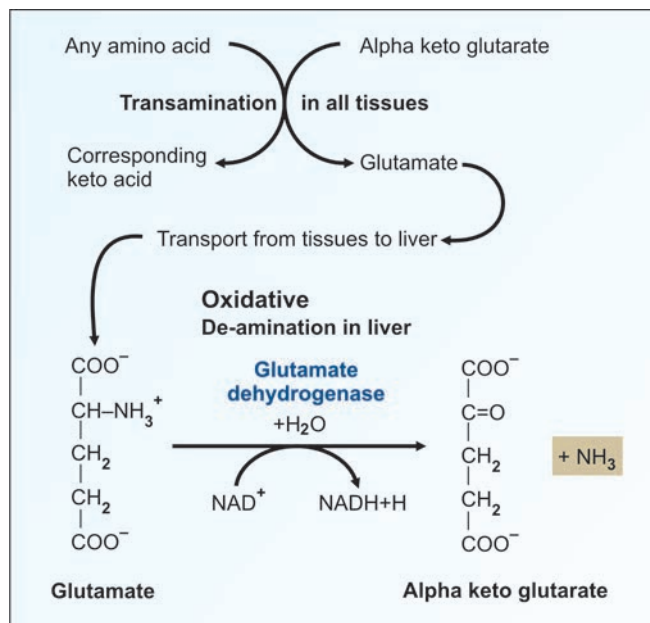 Any amino acid
Alpha keto glutarate
Transamination in all tissues
Corresponding
keto acid
Glutamate
Transport from tissues to liver
Oxidative
De-amination in liver
Glutamate
dehydrogenase
+H₂O
NAD⁺
NADH+H
COO⁻
CH–NH₃⁺
CH₂
CH₂
COO⁻
Glutamate
COO⁻
C=O
CH₂
CH₂
COO⁻
+ NH₃
Alpha keto glutarate